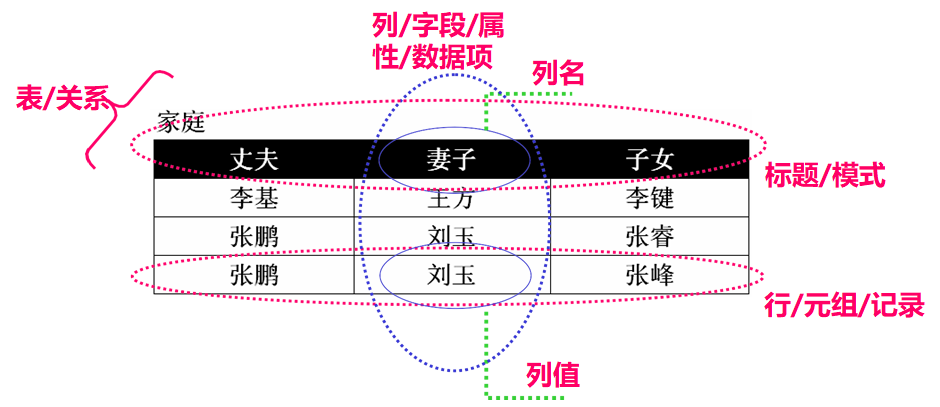 列/字段/属
性/数据项
列名
表/关系
家庭
丈夫 妻子 子女
标题/模式
李基 王方 李键
张鹏 刘玉 张睿
张鹏 刘玉 张峰
行/元组/记录
列值